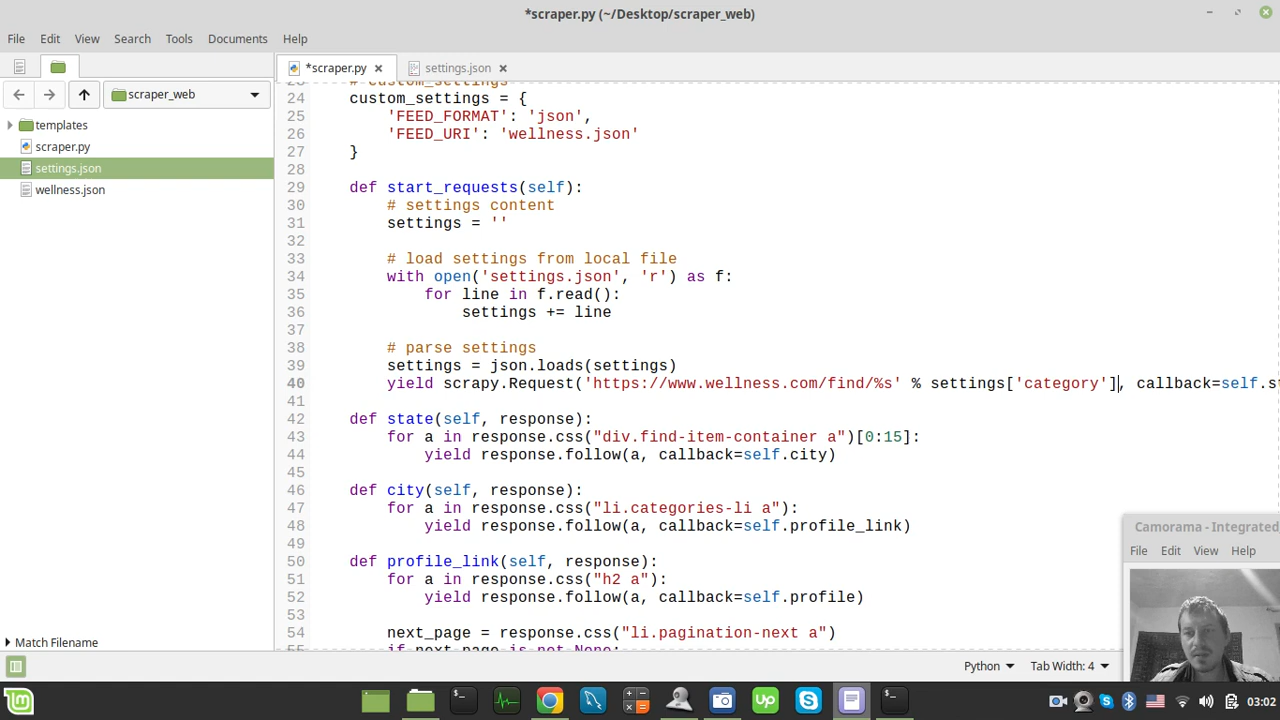 *scraper.py (~/Desktop/scraper_web)
File Edit View Search Tools Documents Help
*scraper.py
settings.json
scraper_web
templates
scraper.py
settings.json
wellness.json
24 custom_settings = {
25 'FEED_FORMAT': 'json',
26 'FEED_URI': 'wellness.json'
27 }
28
29 def start_requests(self):
30 # settings content
31 settings = ''
32
33 # load settings from local file
34 with open('settings.json', 'r') as f:
35 for line in f.read():
36 settings += line
37
38 # parse settings
39 settings = json.loads(settings)
40 yield scrapy.Request('https://www.wellness.com/find/%s' % settings['category'], callback=self.s
41
42 def state(self, response):
43 for a in response.css("div.find-item-container a")[0:15]:
44 yield response.follow(a, callback=self.city)
45
46 def city(self, response):
47 for a in response.css("li.categories-li a"):
48 yield response.follow(a, callback=self.profile_link)
49
50 def profile_link(self, response):
51 for a in response.css("h2 a"):
52 yield response.follow(a, callback=self.profile)
53
54 next_page = response.css("li.pagination-next a")
55 if next_page is not None:
Match Filename
Python
Tab Width: 4
Camorama - Integrated
File Edit View Help
Up
03:02